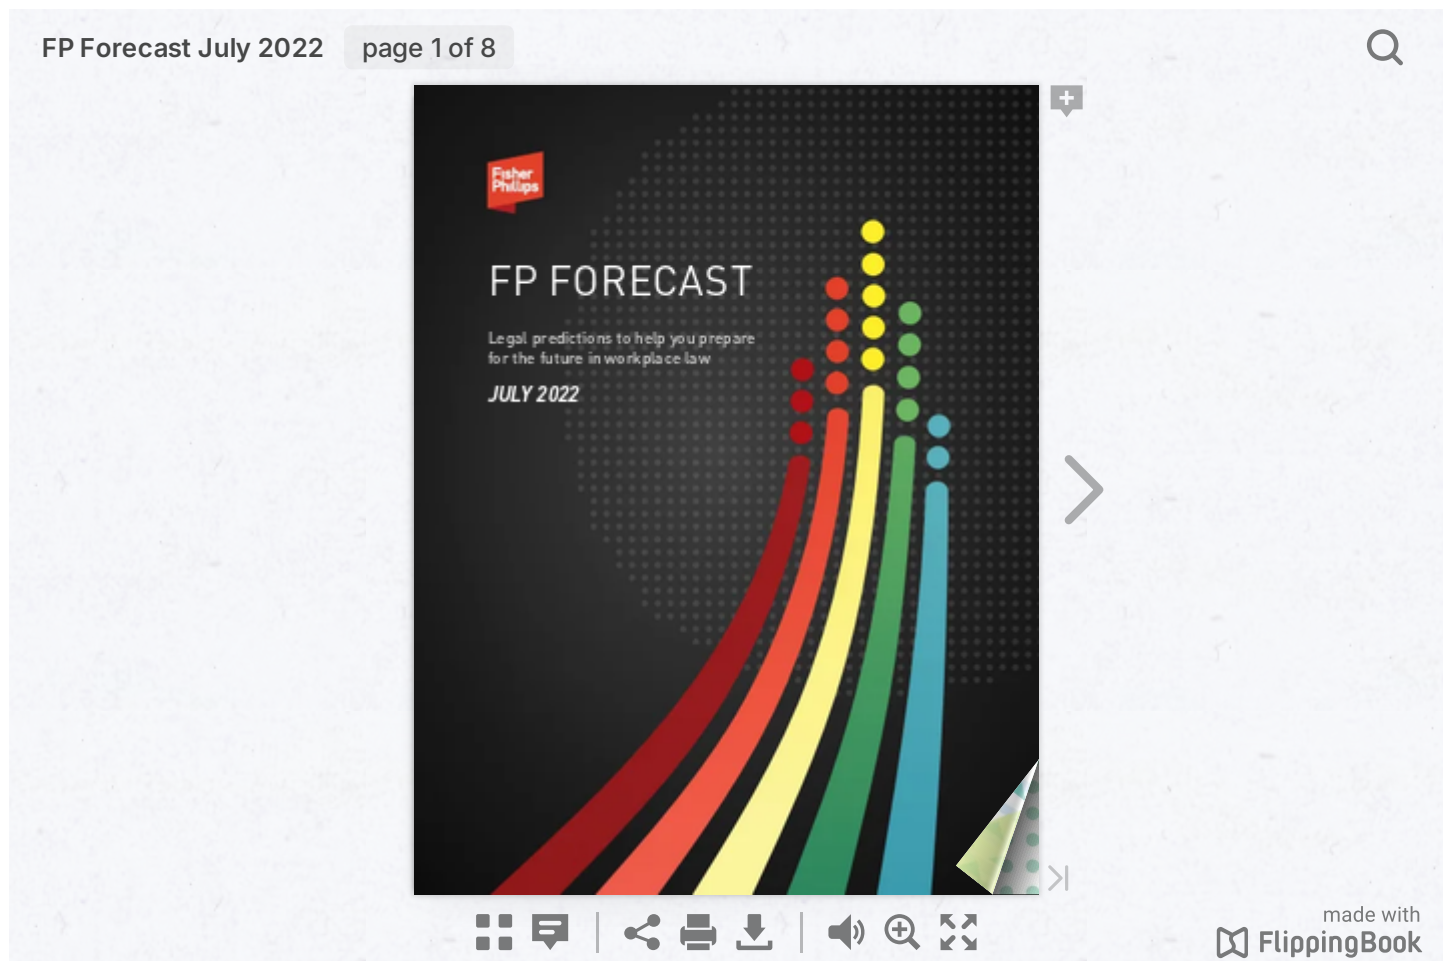 FP Forecast July 2022
page 1 of 8
Fisher
Phillips
FP FORECAST
Legal predictions to help you prepare
for the future in workplace law
JULY 2022
made with
FlippingBook